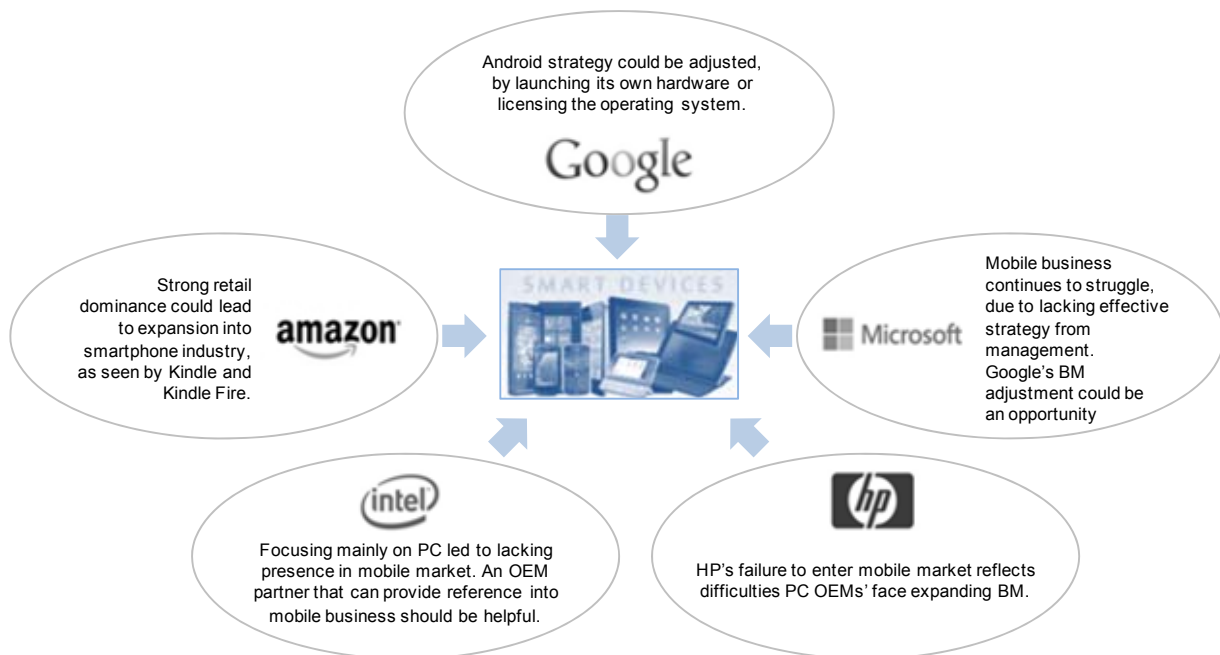 Android strategy could be adjusted,
by launching its own hardware or
licensing the operating system.
Google
Strong retail
dominance could lead
to expansion into
smartphone industry,
as seen by Kindle and
Kindle Fire.
amazon
SMART DEVICES
Microsoft
Mobile business
continues to struggle,
due to lacking effective
strategy from
management.
Google's BM
adjustment could be
an opportunity
intel
Focusing mainly on PC led to lacking
presence in mobile market. An OEM
partner that can provide reference into
mobile business should be helpful.
hp
HP's failure to enter mobile market reflects
difficulties PC OEMs' face expanding BM.